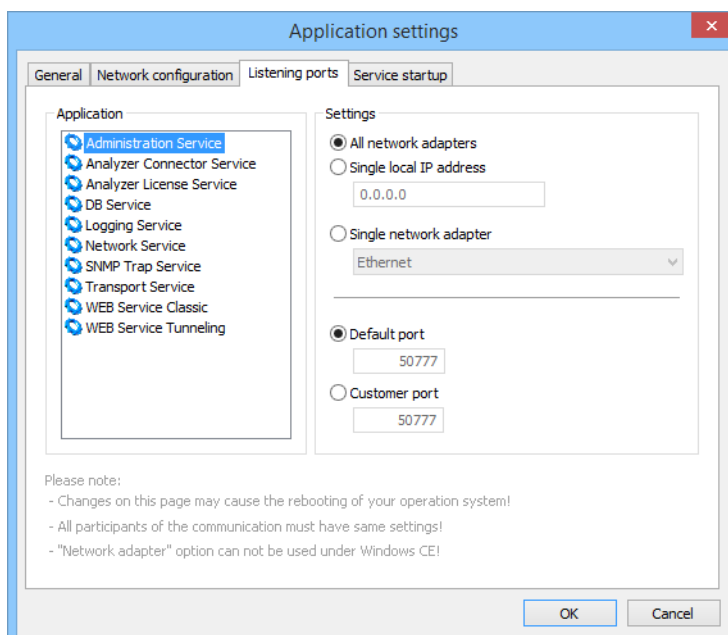 Application settings
General
Network configuration
Listening ports
Service startup
Application
Administration Service
Analyzer Connector Service
Analyzer License Service
DB Service
Logging Service
Network Service
SNMP Trap Service
Transport Service
WEB Service Classic
WEB Service Tunneling
Settings
All network adapters
Single local IP address
0.0.0.0
Single network adapter
Ethernet
Default port
50777
Customer port
50777
Please note:
- Changes on this page may cause the rebooting of your operation system!
- All participants of the communication must have same settings!
- "Network adapter" option can not be used under Windows CE!
OK
Cancel